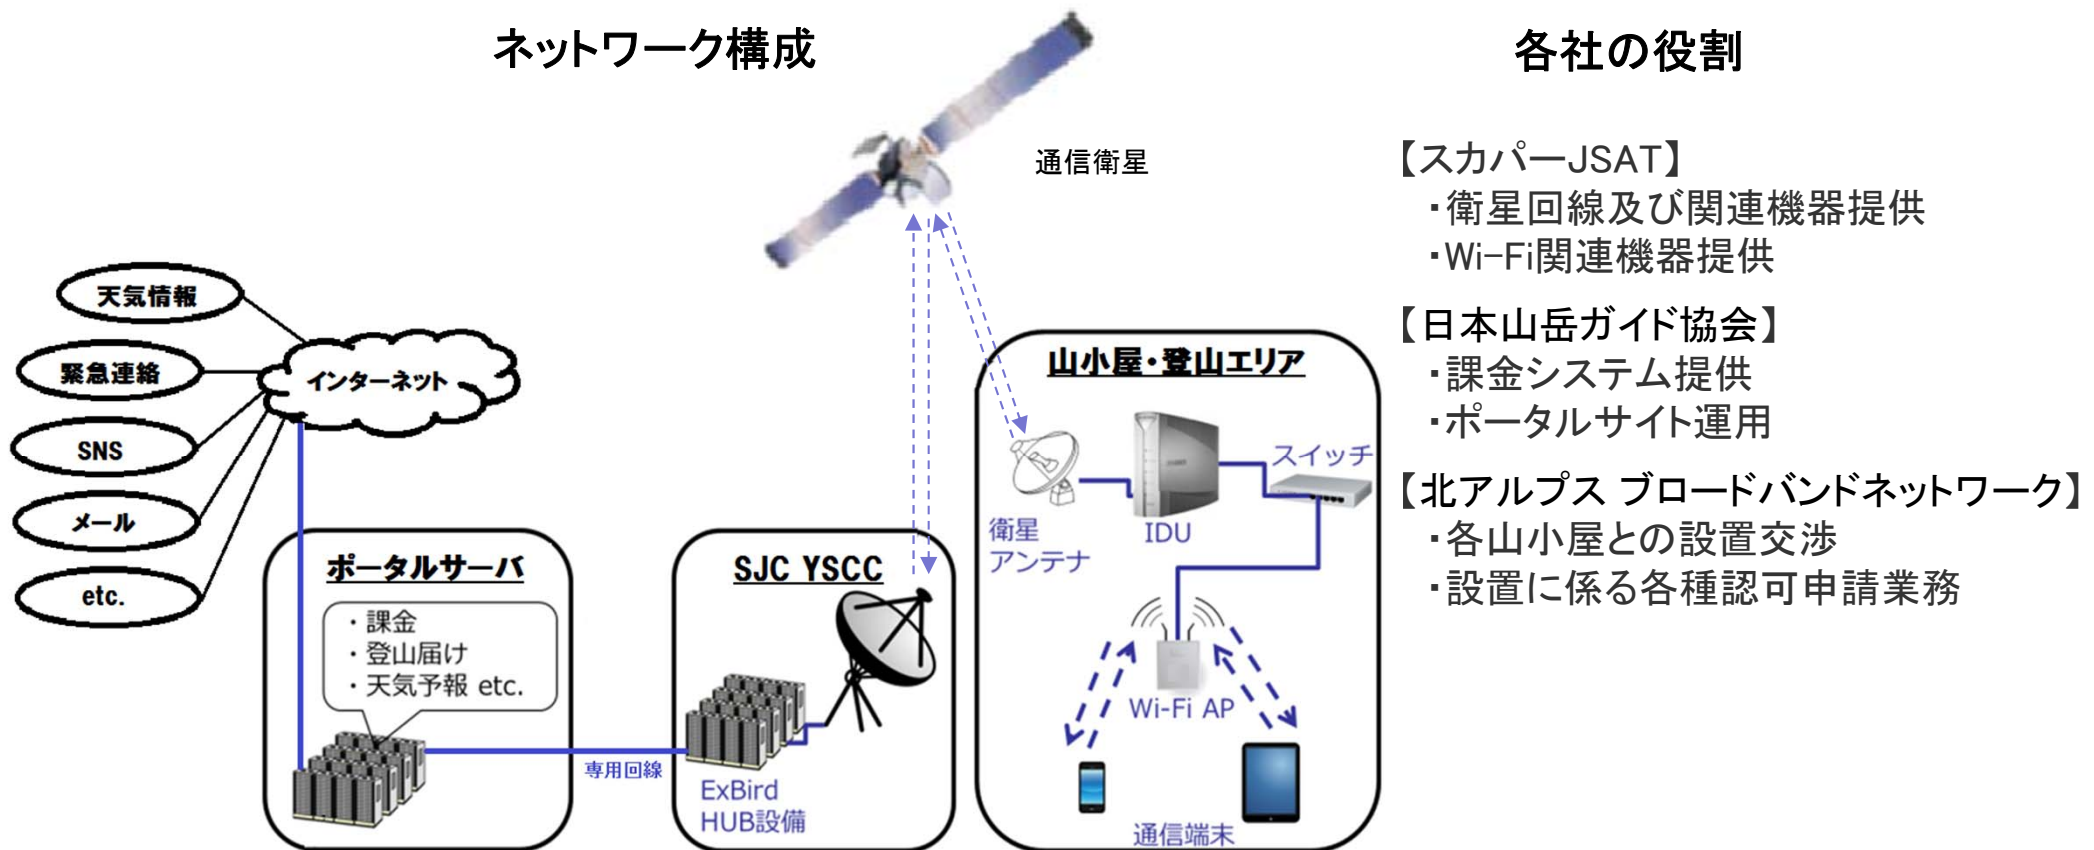 ネットワーク構成
通信衛星
天気情報
緊急連絡
SNS
メール
etc.
インターネット
ポータルサーバ
・課金
・登山届け
・天気予報 etc.
専用回線
SJC YSCC
ExBird
HUB設備
山小屋・登山エリア
衛星
アンテナ
IDU
スイッチ
Wi-Fi AP
通信端末
各社の役割
【スカパーJSAT】
・衛星回線及び関連機器提供
・Wi-Fi関連機器提供
【日本山岳ガイド協会】
・課金システム提供
・ポータルサイト運用
【北アルプス ブロードバンドネットワーク】
・各山小屋との設置交渉
・設置に係る各種認可申請業務